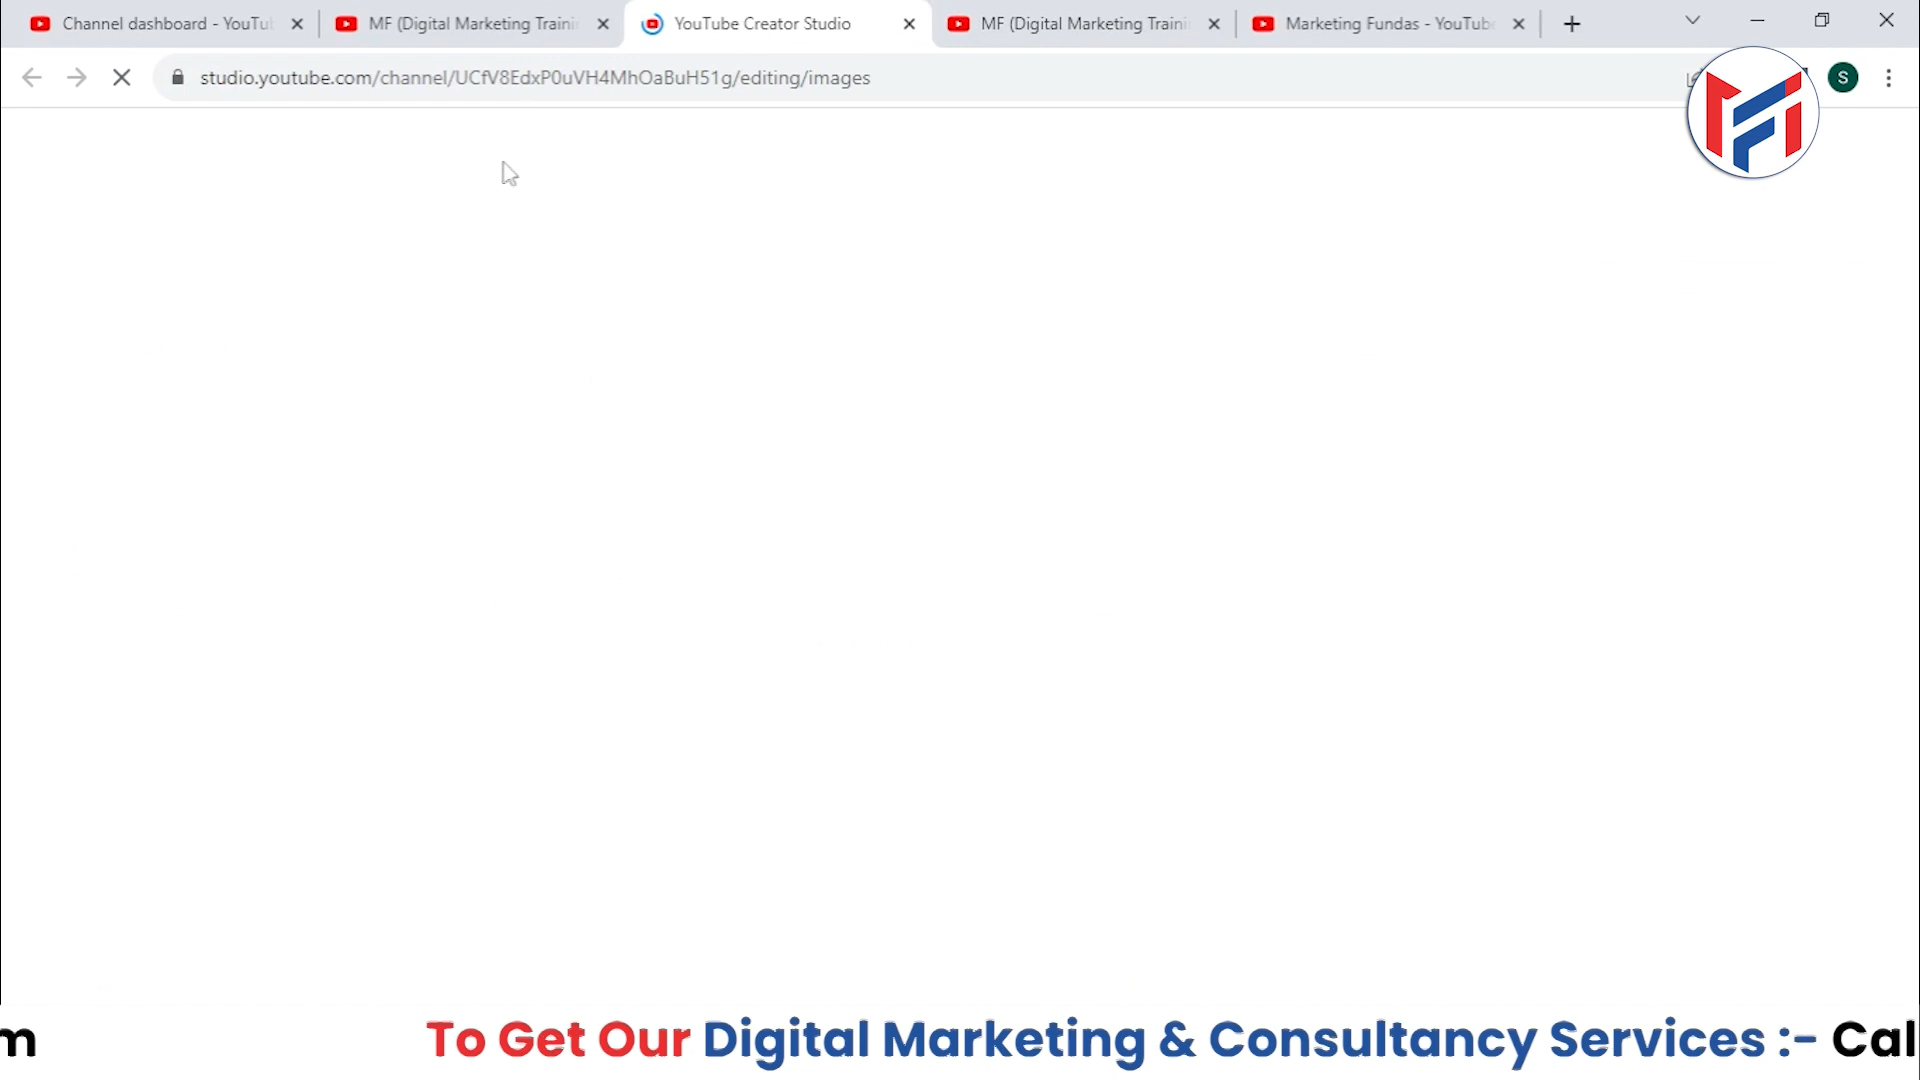 Channel dashboard - YouTu
MF (Digital Marketing Traini
YouTube Creator Studio
MF (Digital Marketing Traini
Marketing Fundas - YouTube
studio.youtube.com/channel/UCfV8EdxP0uVH4MhOaBuH51g/editing/images
S
m To Get Our Digital Marketing & Consultancy Services :- Cal